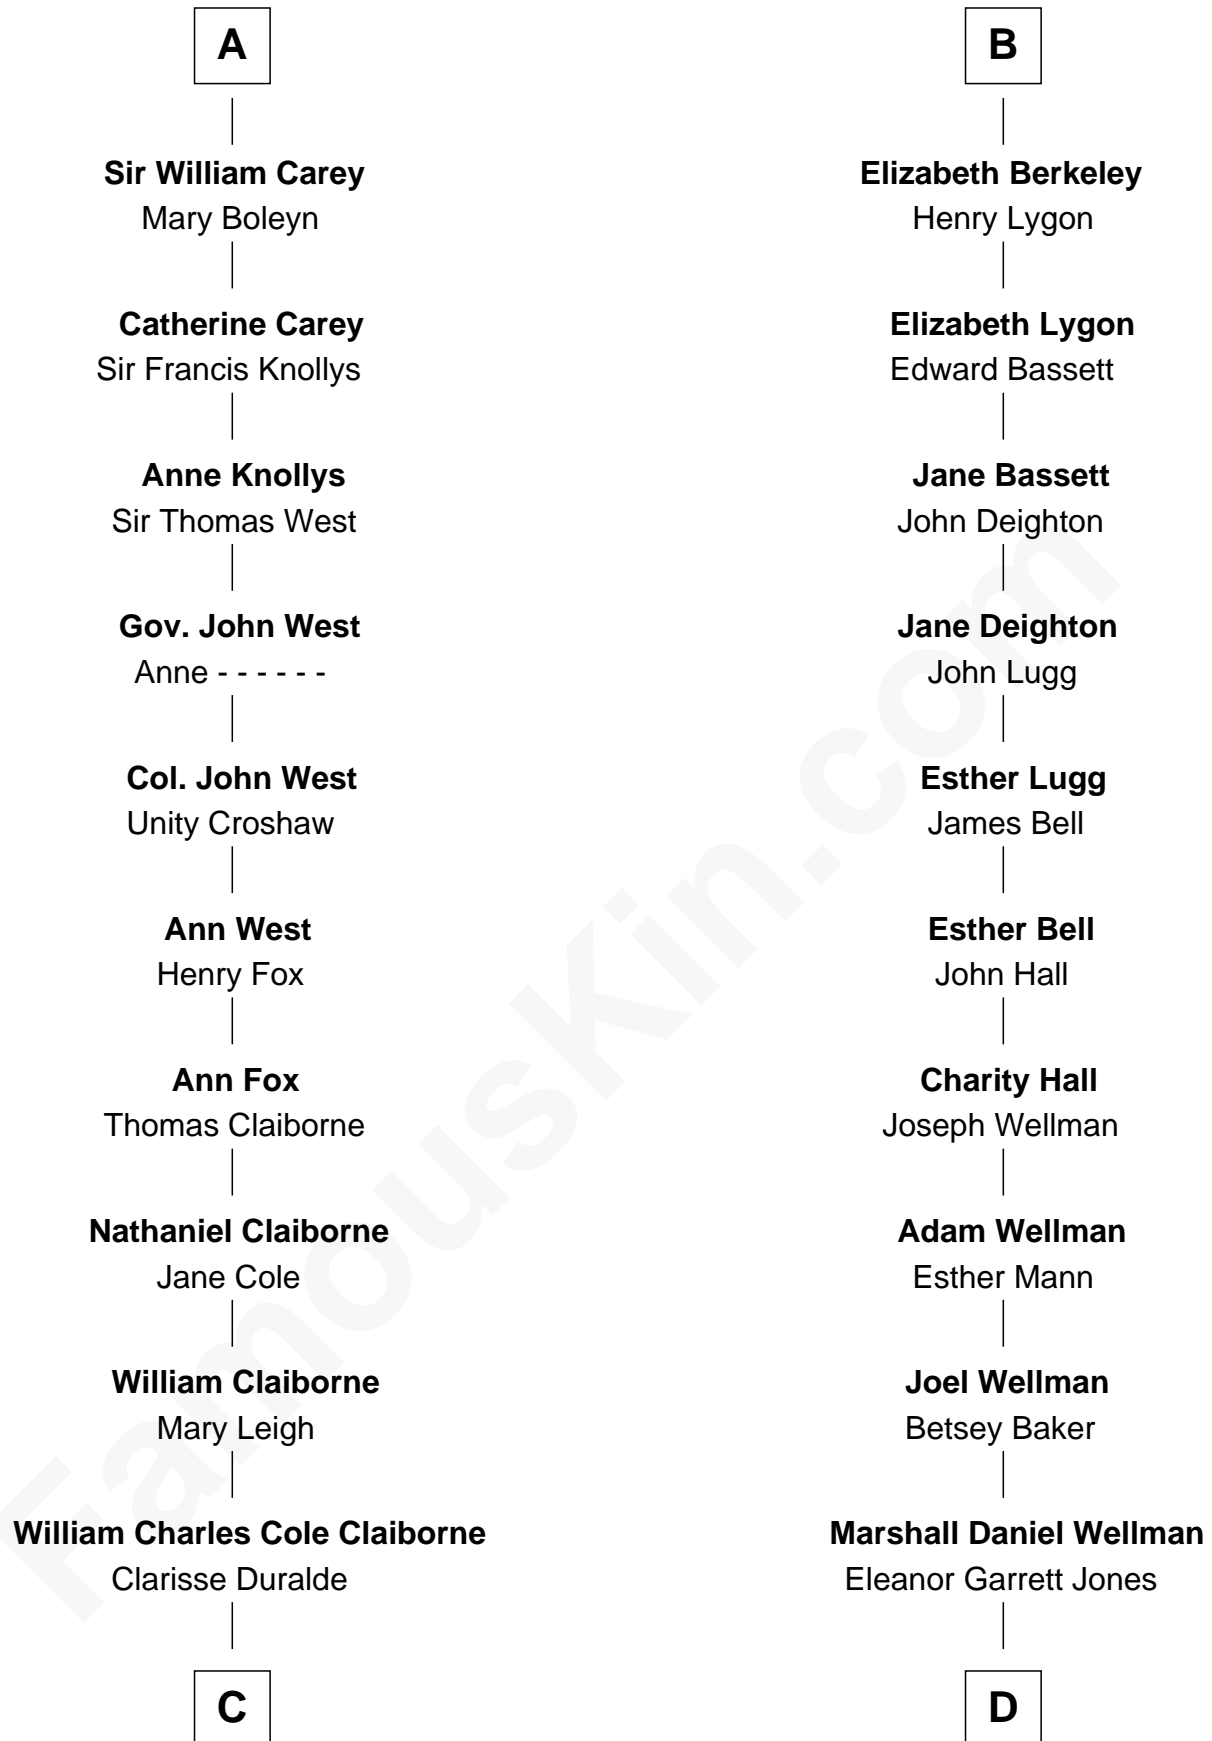 A
Sir William Carey
Mary Boleyn
Catherine Carey
Sir Francis Knollys
Anne Knollys
Sir Thomas West
Gov. John West
Anne - - - - - -
Col. John West
Unity Croshaw
Ann West
Henry Fox
Ann Fox
Thomas Claiborne
Nathaniel Claiborne
Jane Cole
William Claiborne
Mary Leigh
William Charles Cole Claiborne
Clarisse Duralde
C
B
Elizabeth Berkeley
Henry Lygon
Elizabeth Lygon
Edward Bassett
Jane Bassett
John Deighton
Jane Deighton
John Lugg
Esther Lugg
James Bell
Esther Bell
John Hall
Charity Hall
Joseph Wellman
Adam Wellman
Esther Mann
Joel Wellman
Betsey Baker
Marshall Daniel Wellman
Eleanor Garrett Jones
D
FamousKin.com